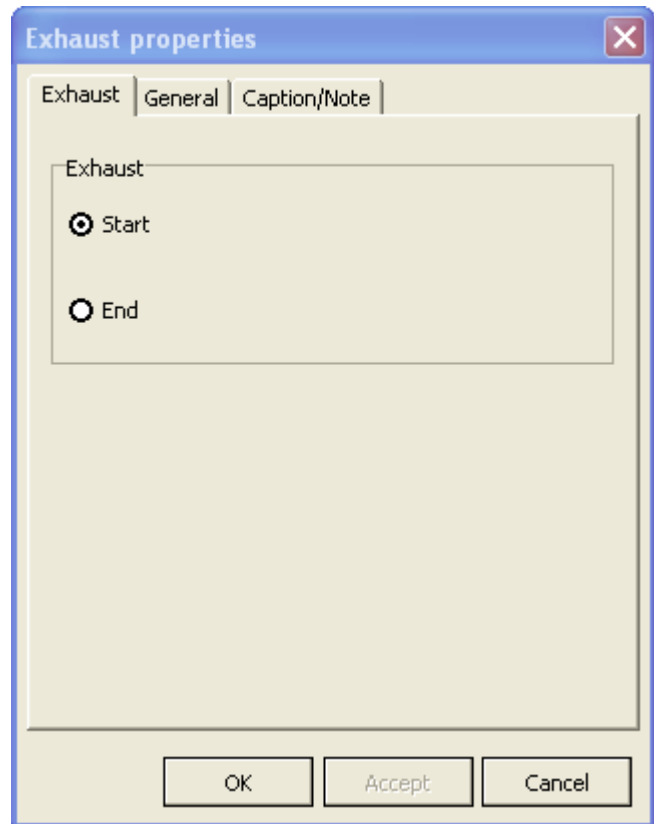 Exhaust properties
Exhaust General Caption/Note
Exhaust
Start
End
OK Accept Cancel